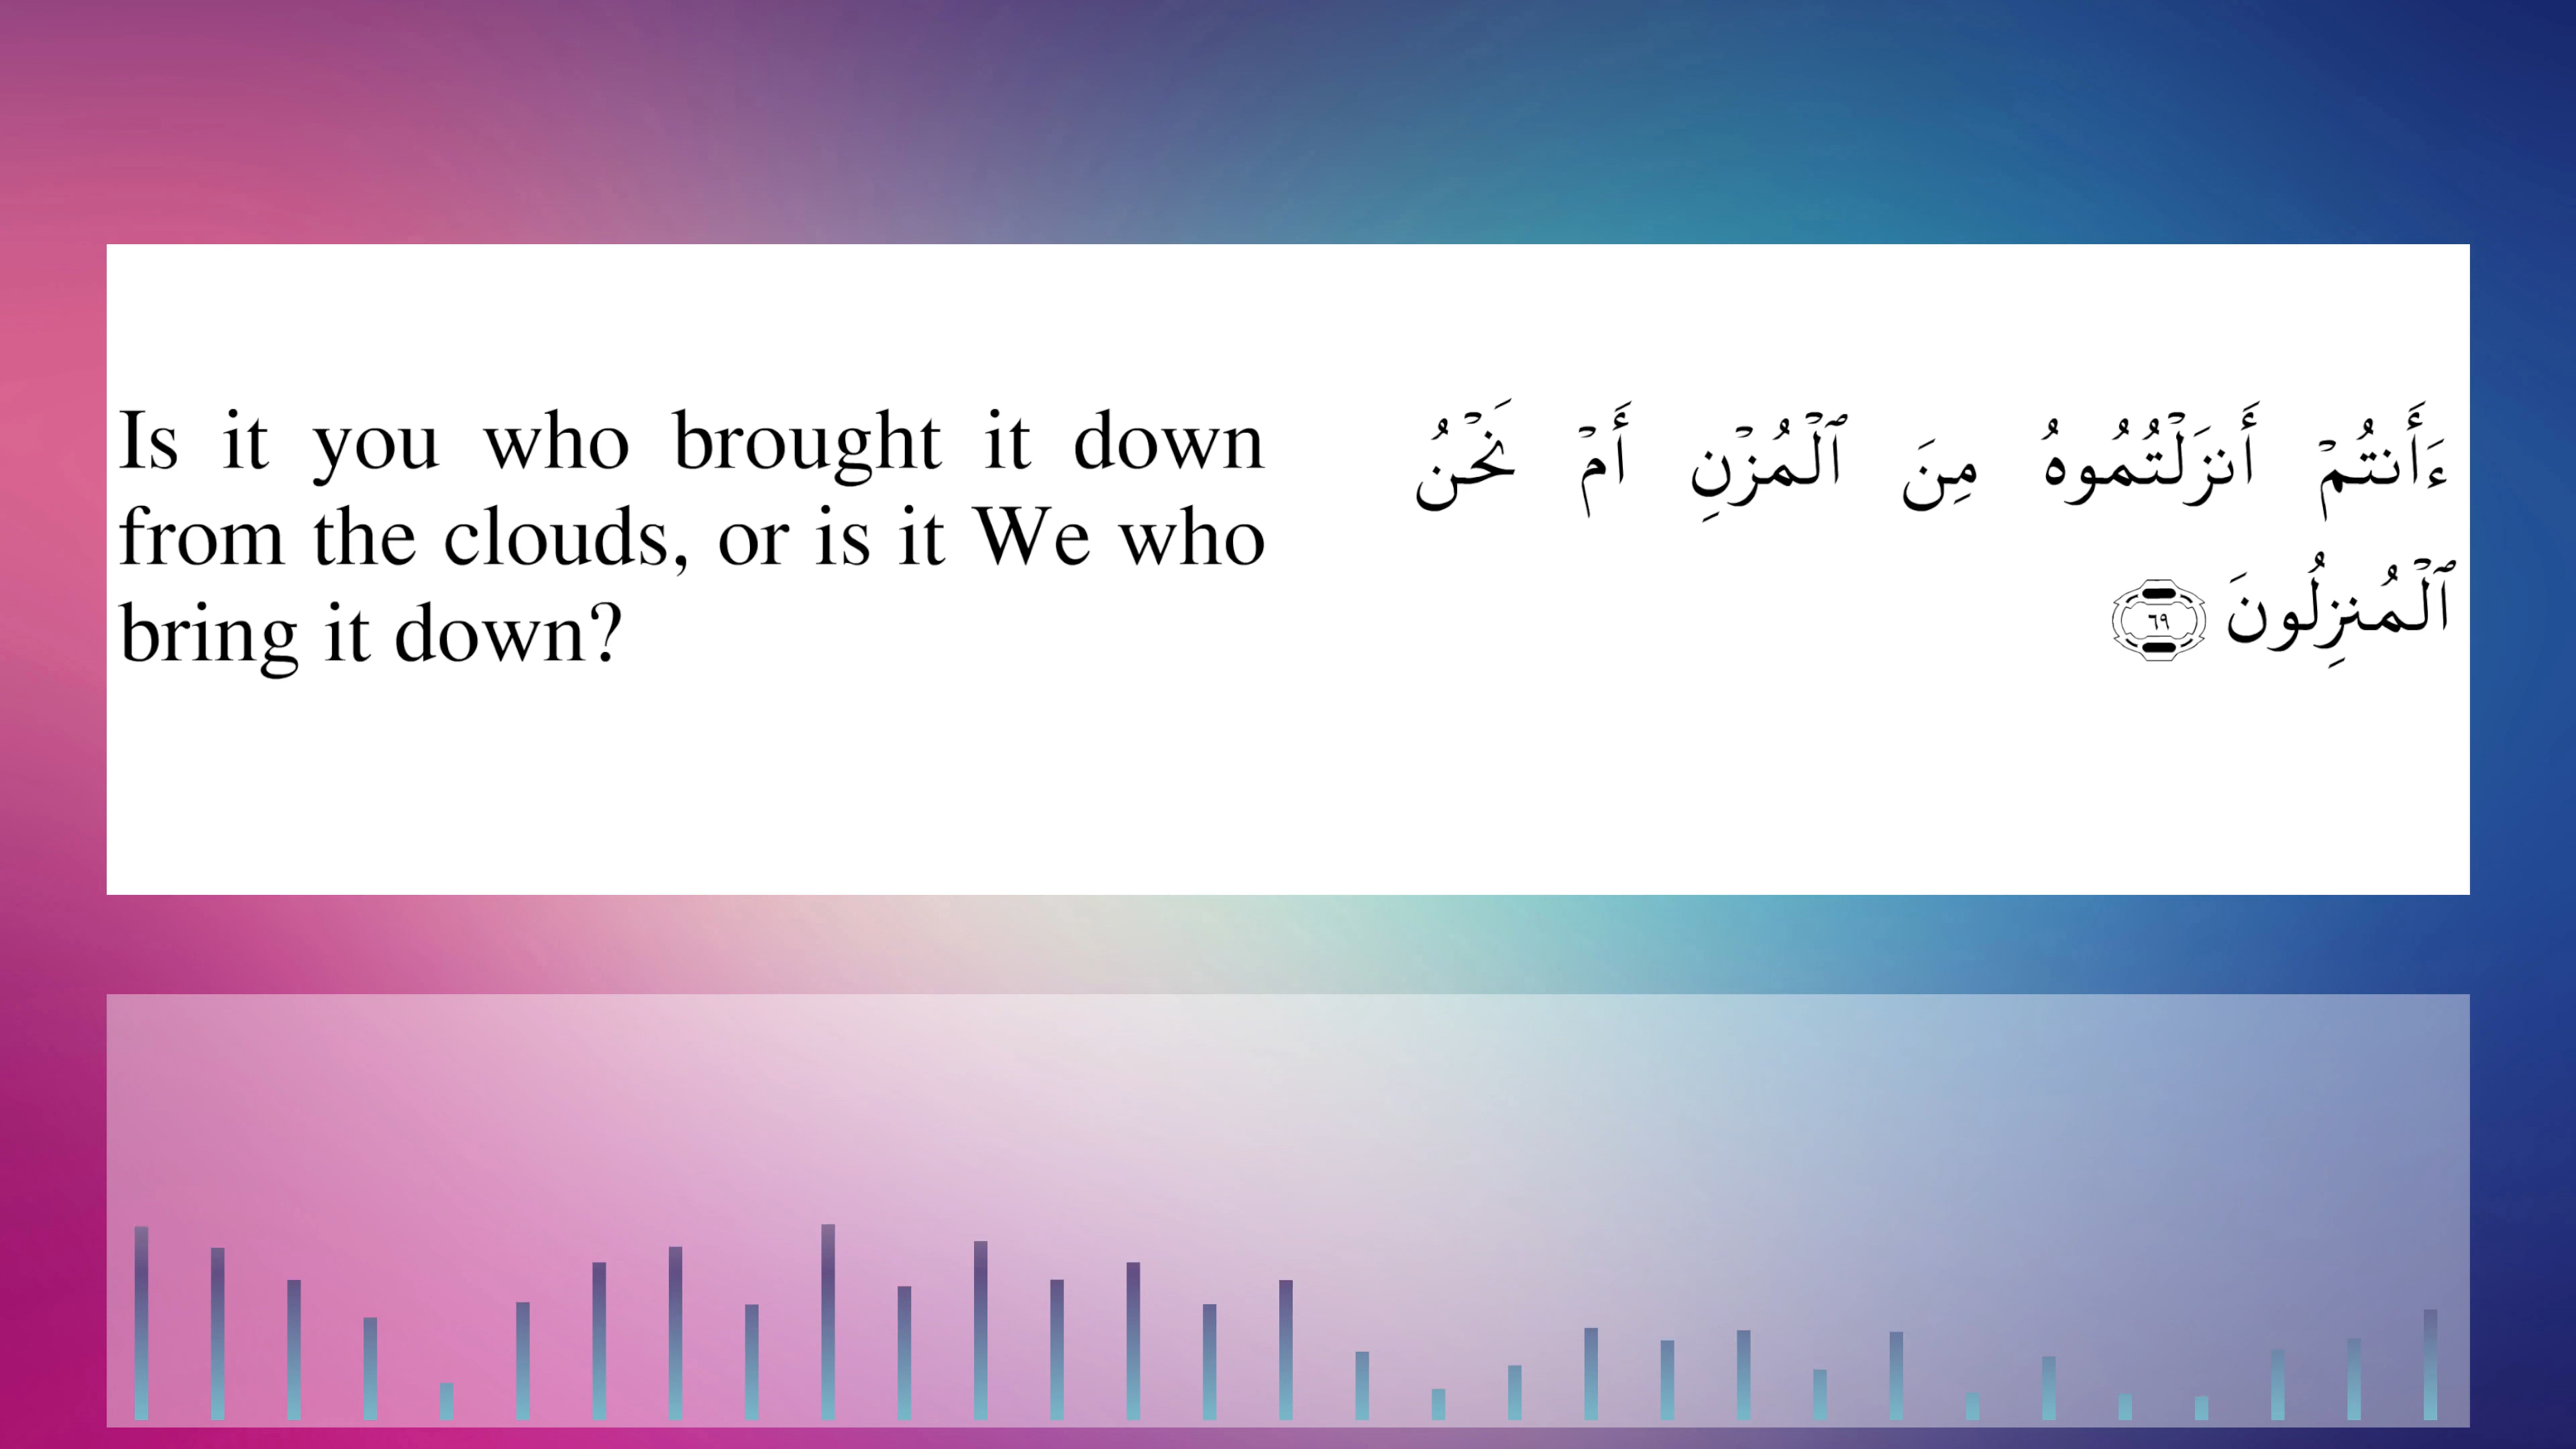 Is it you who brought it down
from the clouds, or is it We who
bring it down?
ءَأَنتُمۡ أَنزَلۡتُمُوهُ مِنَ ٱلۡمُزۡنِ أَمۡ نَحۡنُ
ٱلۡمُنزِلُونَ ٦٩